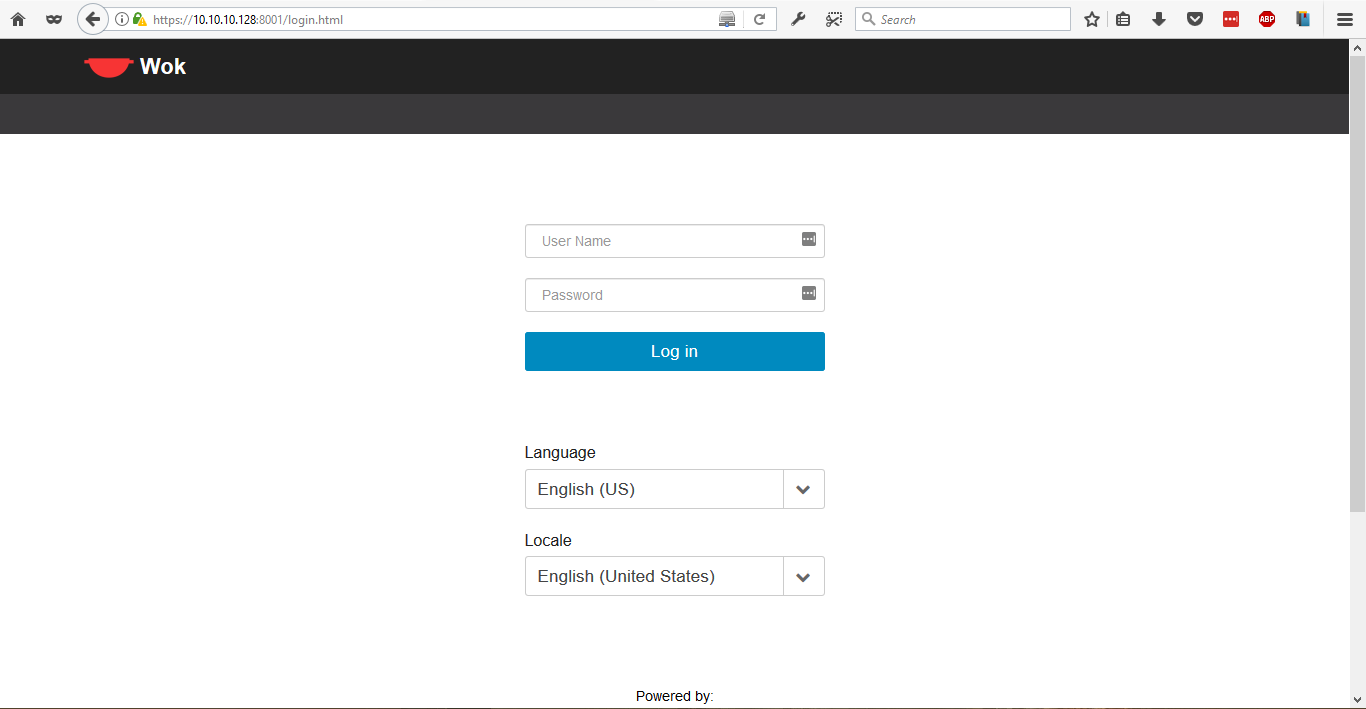 https://10.10.10.128:8001/login.html
Search
ABP
Wok
User Name
Password
Log in
Language
English (US)
Locale
English (United States)
Powered by: